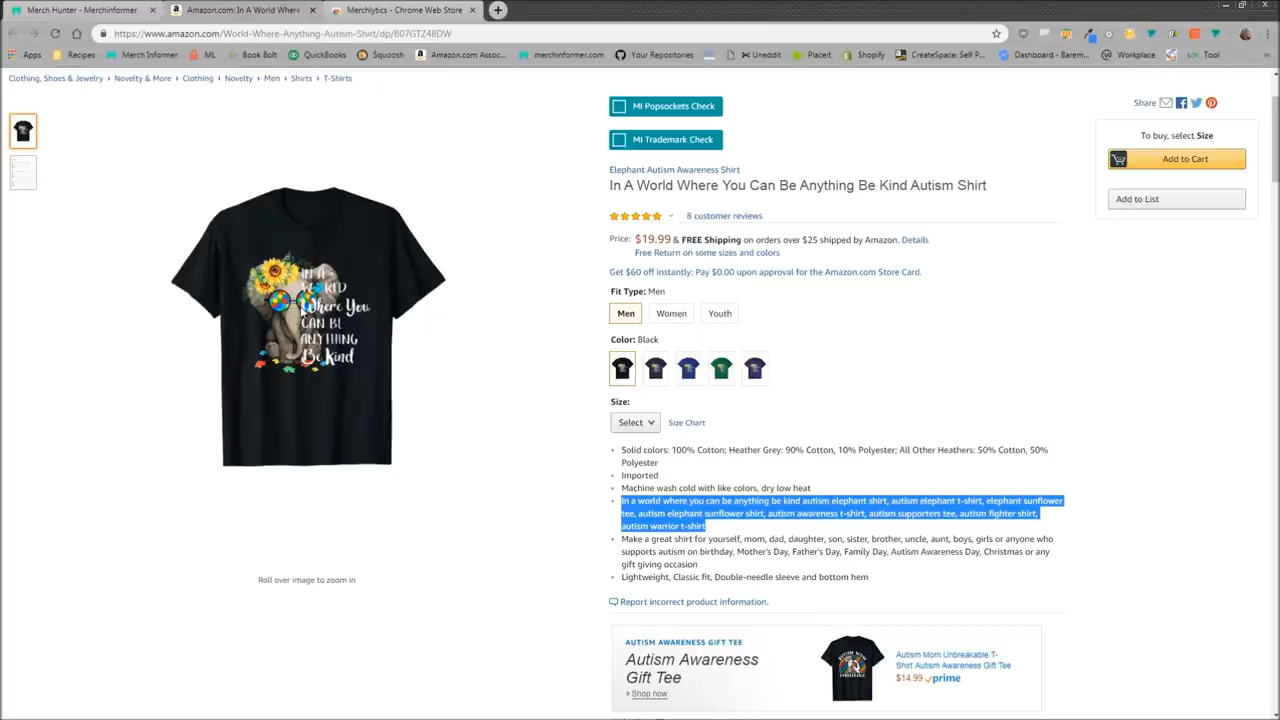 Merch Hunter - Merchinformer
Amazon.com: In A World Where
Merchlytics - Chrome Web Store
https://www.amazon.com/World-Where-Anything-Autism-Shirt/dp/B07GTZ48DW
Apps Recipes Merch Informer ML Book Bolt QuickBooks Squoosh Amazon.com Assoc... merchinformer.com Your Repositories Uneddit Placeit Shopify CreateSpace: Self P... Dashboard - Barem... Workplace Tool
Clothing, Shoes & Jewelry › Novelty & More › Clothing › Novelty › Men › Shirts › T-Shirts
MI Popsockets Check
MI Trademark Check
Share
To buy, select Size
Add to Cart
Add to List
Elephant Autism Awareness Shirt
In A World Where You Can Be Anything Be Kind Autism Shirt
8 customer reviews
Price: $19.99 & FREE Shipping on orders over $25 shipped by Amazon. Details
Free Return on some sizes and colors
Get $60 off instantly: Pay $0.00 upon approval for the Amazon.com Store Card.
Fit Type: Men
Men Women Youth
Color: Black
Size:
Select Size Chart
IN A
WORLD
Where You
CAN BE
ANYTHING
Be Kind
Roll over image to zoom in
Solid colors: 100% Cotton; Heather Grey: 90% Cotton, 10% Polyester; All Other Heathers: 50% Cotton, 50%
Polyester
Imported
Machine wash cold with like colors, dry low heat
In a world where you can be anything be kind autism elephant shirt, autism elephant t-shirt, elephant sunflower
tee, autism elephant sunflower shirt, autism awareness t-shirt, autism supporters tee, autism fighter shirt,
autism warrior t-shirt
Make a great shirt for yourself, mom, dad, daughter, son, sister, brother, uncle, aunt, boys, girls or anyone who
supports autism on birthday, Mother's Day, Father's Day, Family Day, Autism Awareness Day, Christmas or any
gift giving occasion
Lightweight, Classic fit, Double-needle sleeve and bottom hem
Report incorrect product information.
AUTISM AWARENESS GIFT TEE
Autism Awareness
Gift Tee
Shop now
AUTISM MOM
UNBREAKABLE
Autism Mom Unbreakable T-
Shirt Autism Awareness Gift Tee
$14.99 prime